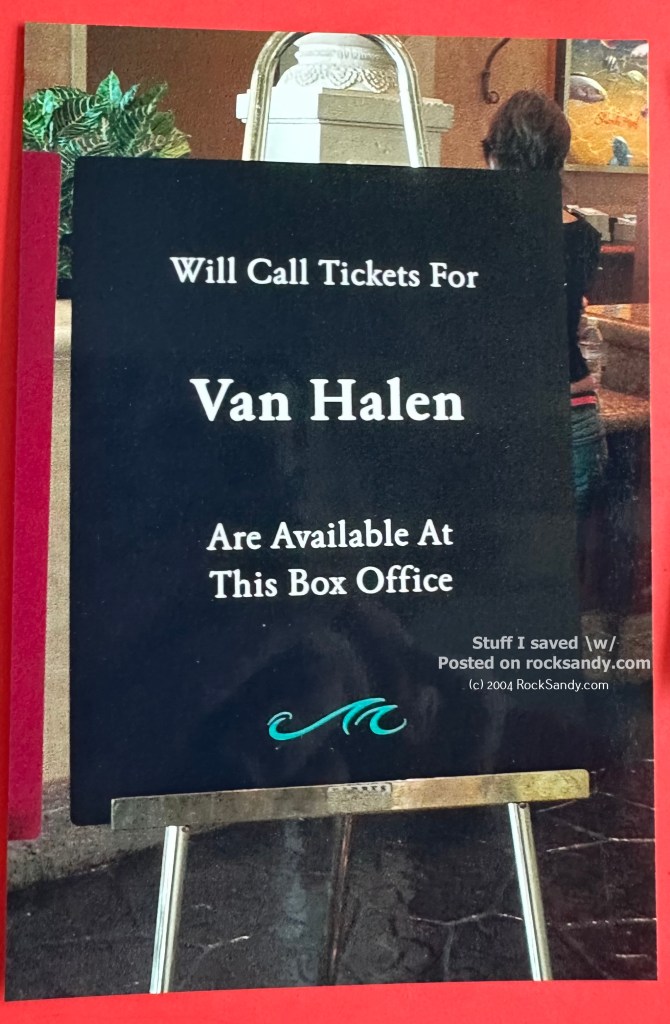 Will Call Tickets For
Van Halen
Are Available At
This Box Office
Stuff I saved \w/
Posted on rocksandy.com
(c) 2004 RockSandy.com